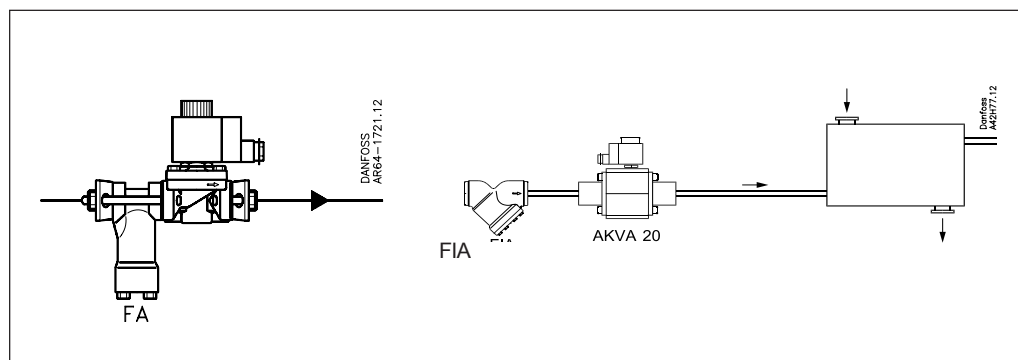 DANFOSS
AR64-1721.12
FA
FIA
AKVA 20
Danfoss
A42H77.12